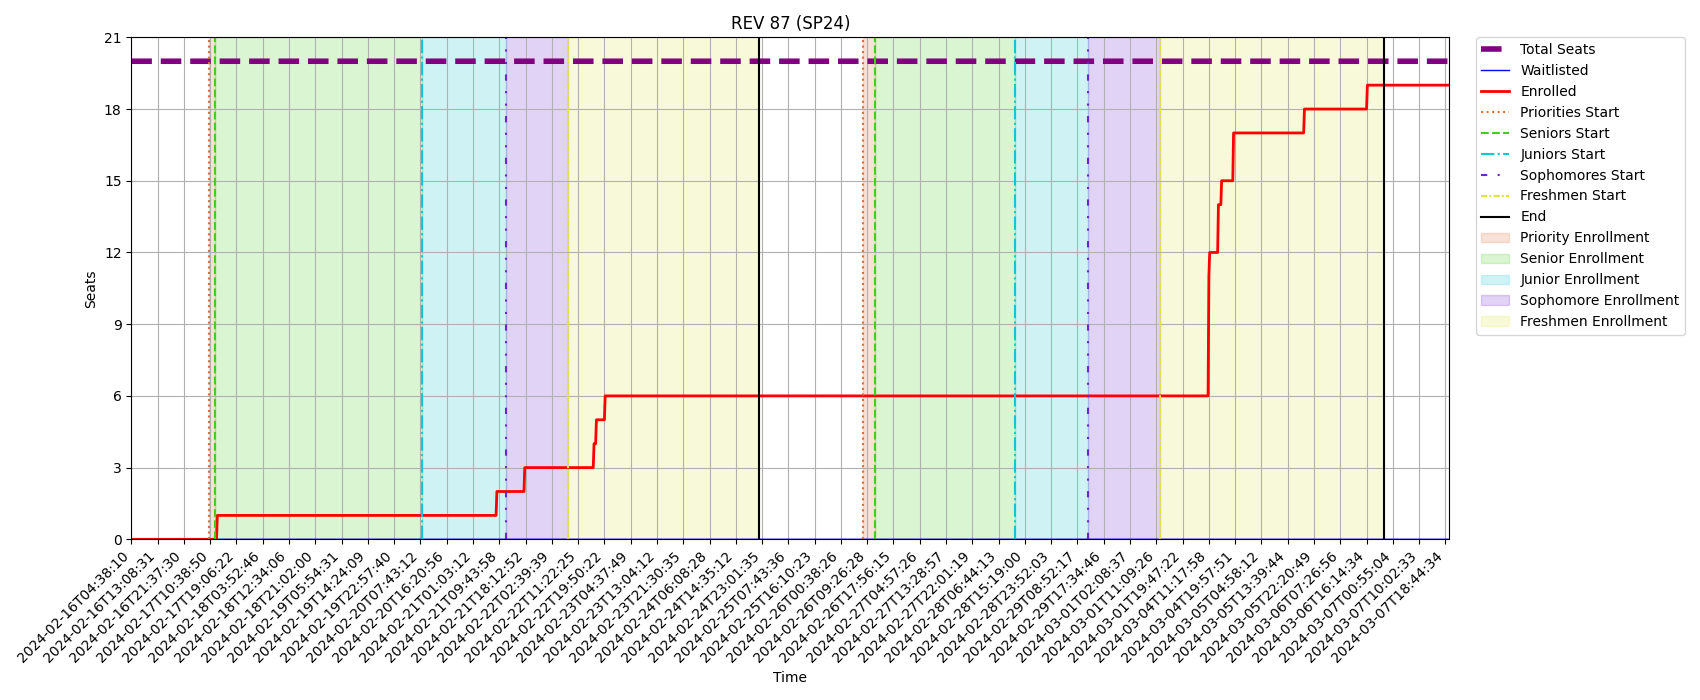 REV 87 (SP24)
21
18
15
12
9
6
3
0
Seats
2024-02-16T04:38:10
2024-02-16T13:08:31
2024-02-16T21:37:30
2024-02-17T10:38:50
2024-02-17T19:06:22
2024-02-18T03:52:46
2024-02-18T12:34:06
2024-02-18T21:02:00
2024-02-19T05:54:31
2024-02-19T14:24:09
2024-02-19T22:57:40
2024-02-20T07:43:12
2024-02-20T16:20:56
2024-02-21T01:03:12
2024-02-21T09:43:58
2024-02-21T18:12:52
2024-02-22T02:39:39
2024-02-22T11:22:25
2024-02-22T19:50:22
2024-02-23T04:37:49
2024-02-23T13:04:12
2024-02-23T21:30:35
2024-02-24T06:08:28
2024-02-24T14:35:12
2024-02-24T23:01:35
2024-02-25T07:43:36
2024-02-25T16:10:23
2024-02-26T00:38:26
2024-02-26T09:26:28
2024-02-26T17:56:15
2024-02-27T04:57:26
2024-02-27T13:28:57
2024-02-27T22:01:19
2024-02-28T06:44:13
2024-02-28T15:19:00
2024-02-28T23:52:03
2024-02-29T08:52:17
2024-02-29T17:34:46
2024-03-01T02:08:37
2024-03-01T11:09:26
2024-03-01T19:47:22
2024-03-04T11:17:58
2024-03-04T19:57:51
2024-03-05T04:58:12
2024-03-05T13:39:44
2024-03-05T22:20:49
2024-03-06T07:26:56
2024-03-06T16:14:34
2024-03-07T00:55:04
2024-03-07T10:02:33
2024-03-07T18:44:34
Time
Total Seats
Waitlisted
Enrolled
Priorities Start
Seniors Start
Juniors Start
Sophomores Start
Freshmen Start
End
Priority Enrollment
Senior Enrollment
Junior Enrollment
Sophomore Enrollment
Freshmen Enrollment